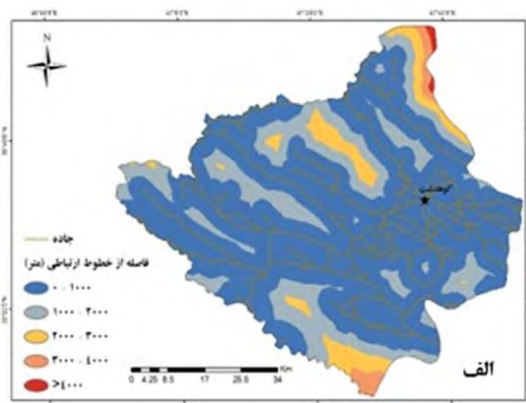 N
کوهدشت
جاده
فاصله از خطوط ارتباطی (متر)
۰ - ۱۰۰۰
۱۰۰۰ - ۲۰۰۰
۲۰۰۰ - ۳۰۰۰
۳۰۰۰ - ۴۰۰۰
>۴۰۰۰
Km
0 4.25 8.5 17 25.5 34
الف